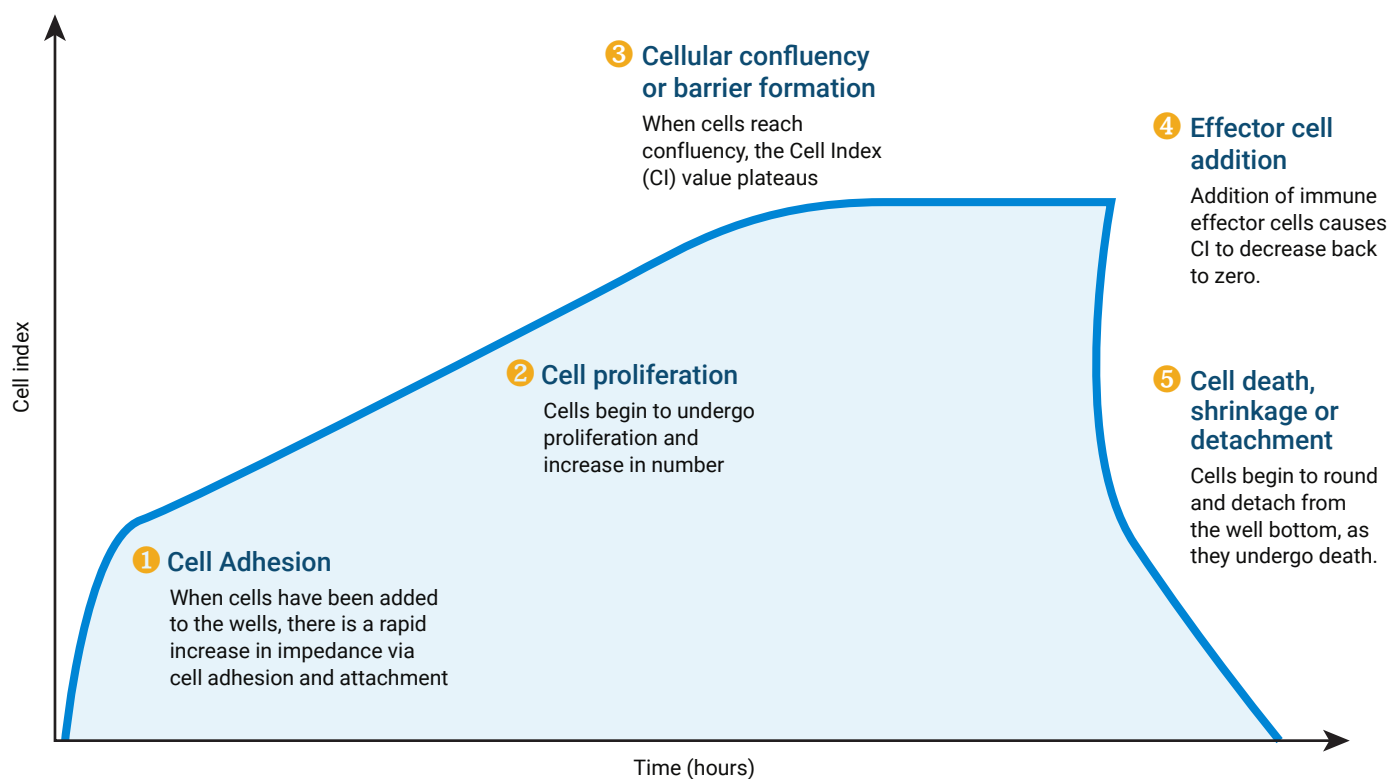 3 Cellular confluency
or barrier formation
When cells reach
confluency, the Cell Index
(CI) value plateaus
4 Effector cell
addition
Addition of immune
effector cells causes
CI to decrease back
to zero.
Cell index
2 Cell proliferation
Cells begin to undergo
proliferation and
increase in number
5 Cell death,
shrinkage or
detachment
Cells begin to round
and detach from
the well bottom, as
they undergo death.
1 Cell Adhesion
When cells have been added
to the wells, there is a rapid
increase in impedance via
cell adhesion and attachment
Time (hours)